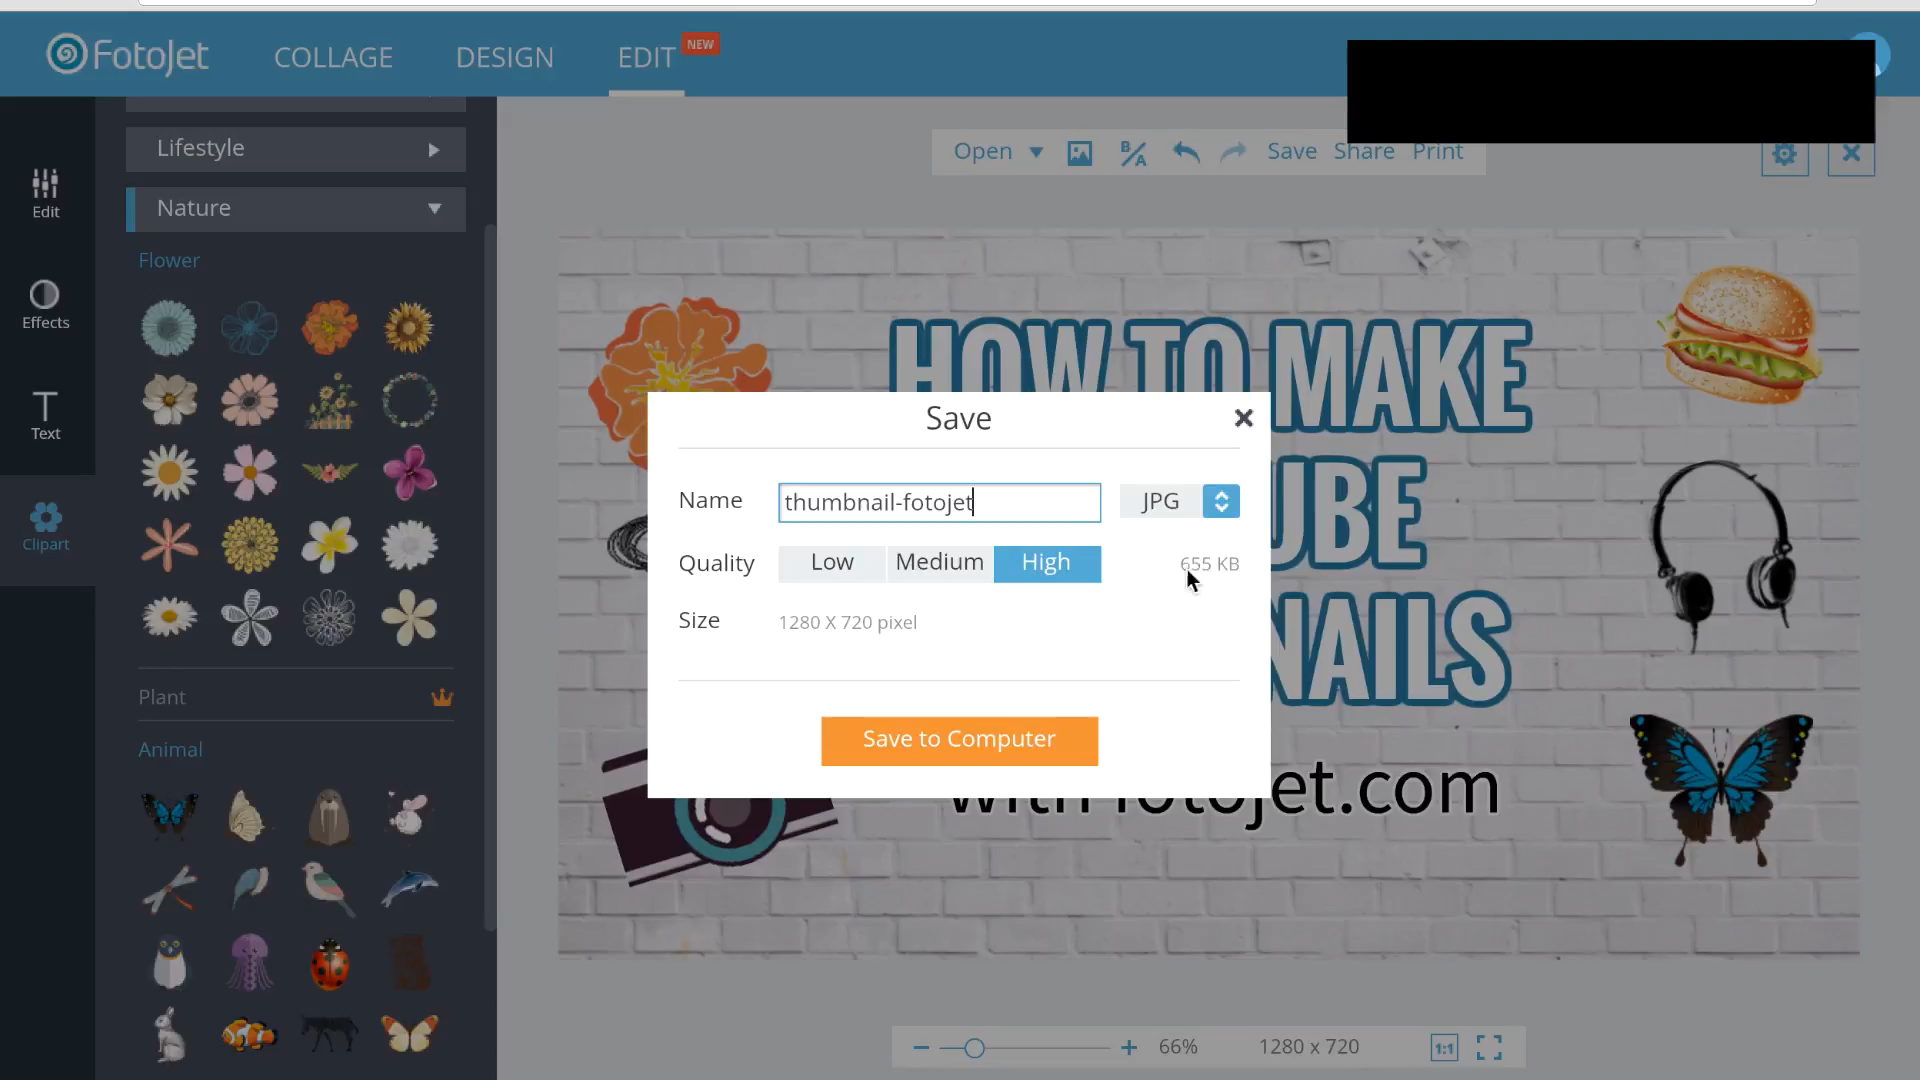 FotoJet
COLLAGE
DESIGN
EDIT
NEW
Edit
Effects
Text
Clipart
Lifestyle
Nature
Flower
Plant
Animal
Open
B/A
Save
Share
Print
HOW TO MAKE
UBE
NAILS
with fotojet.com
Save
Name
thumbnail-fotojet
JPG
Quality
Low
Medium
High
655 KB
Size
1280 X 720 pixel
Save to Computer
66%
1280 x 720
1:1